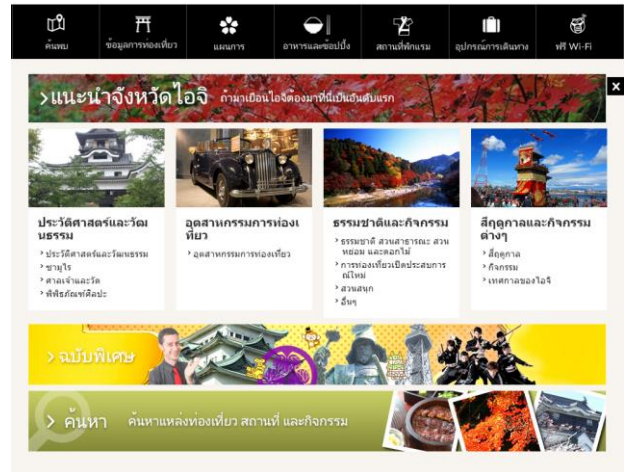 ค้นพบ
ข้อมูลการท่องเที่ยว
แผนการ
อาหารและช้อปปิ้ง
สถานที่พักแรม
อุปกรณ์การเดินทาง
ฟรี Wi-Fi
>แนะนำจังหวัดไอจิ ถ้ามาเยือนไอจิต้องมาที่นี่เป็นอันดับแรก
ประวัติศาสตร์และวัฒ
นธรรม
> ประวัติศาสตร์และวัฒนธรรม
> ซามูไร
> ศาลเจ้าและวัด
> พิพิธภัณฑ์ศิลปะ
อุตสาหกรรมการท่องเ
ที่ยว
> อุตสาหกรรมการท่องเที่ยว
ธรรมชาติและกิจกรรม
> ธรรมชาติ สวนสาธารณะ สวน
หย่อม และดอกไม้
> การท่องเที่ยวเปิดประสบการ
ณ์ใหม่
> สวนสนุก
> อื่นๆ
สี่ฤดูกาลและกิจกรรม
ต่างๆ
> สี่ฤดูกาล
> กิจกรรม
> เทศกาลของไอจิ
> ฉบับพิเศษ
> ค้นหา ค้นหาแหล่งท่องเที่ยว สถานที่ และกิจกรรม